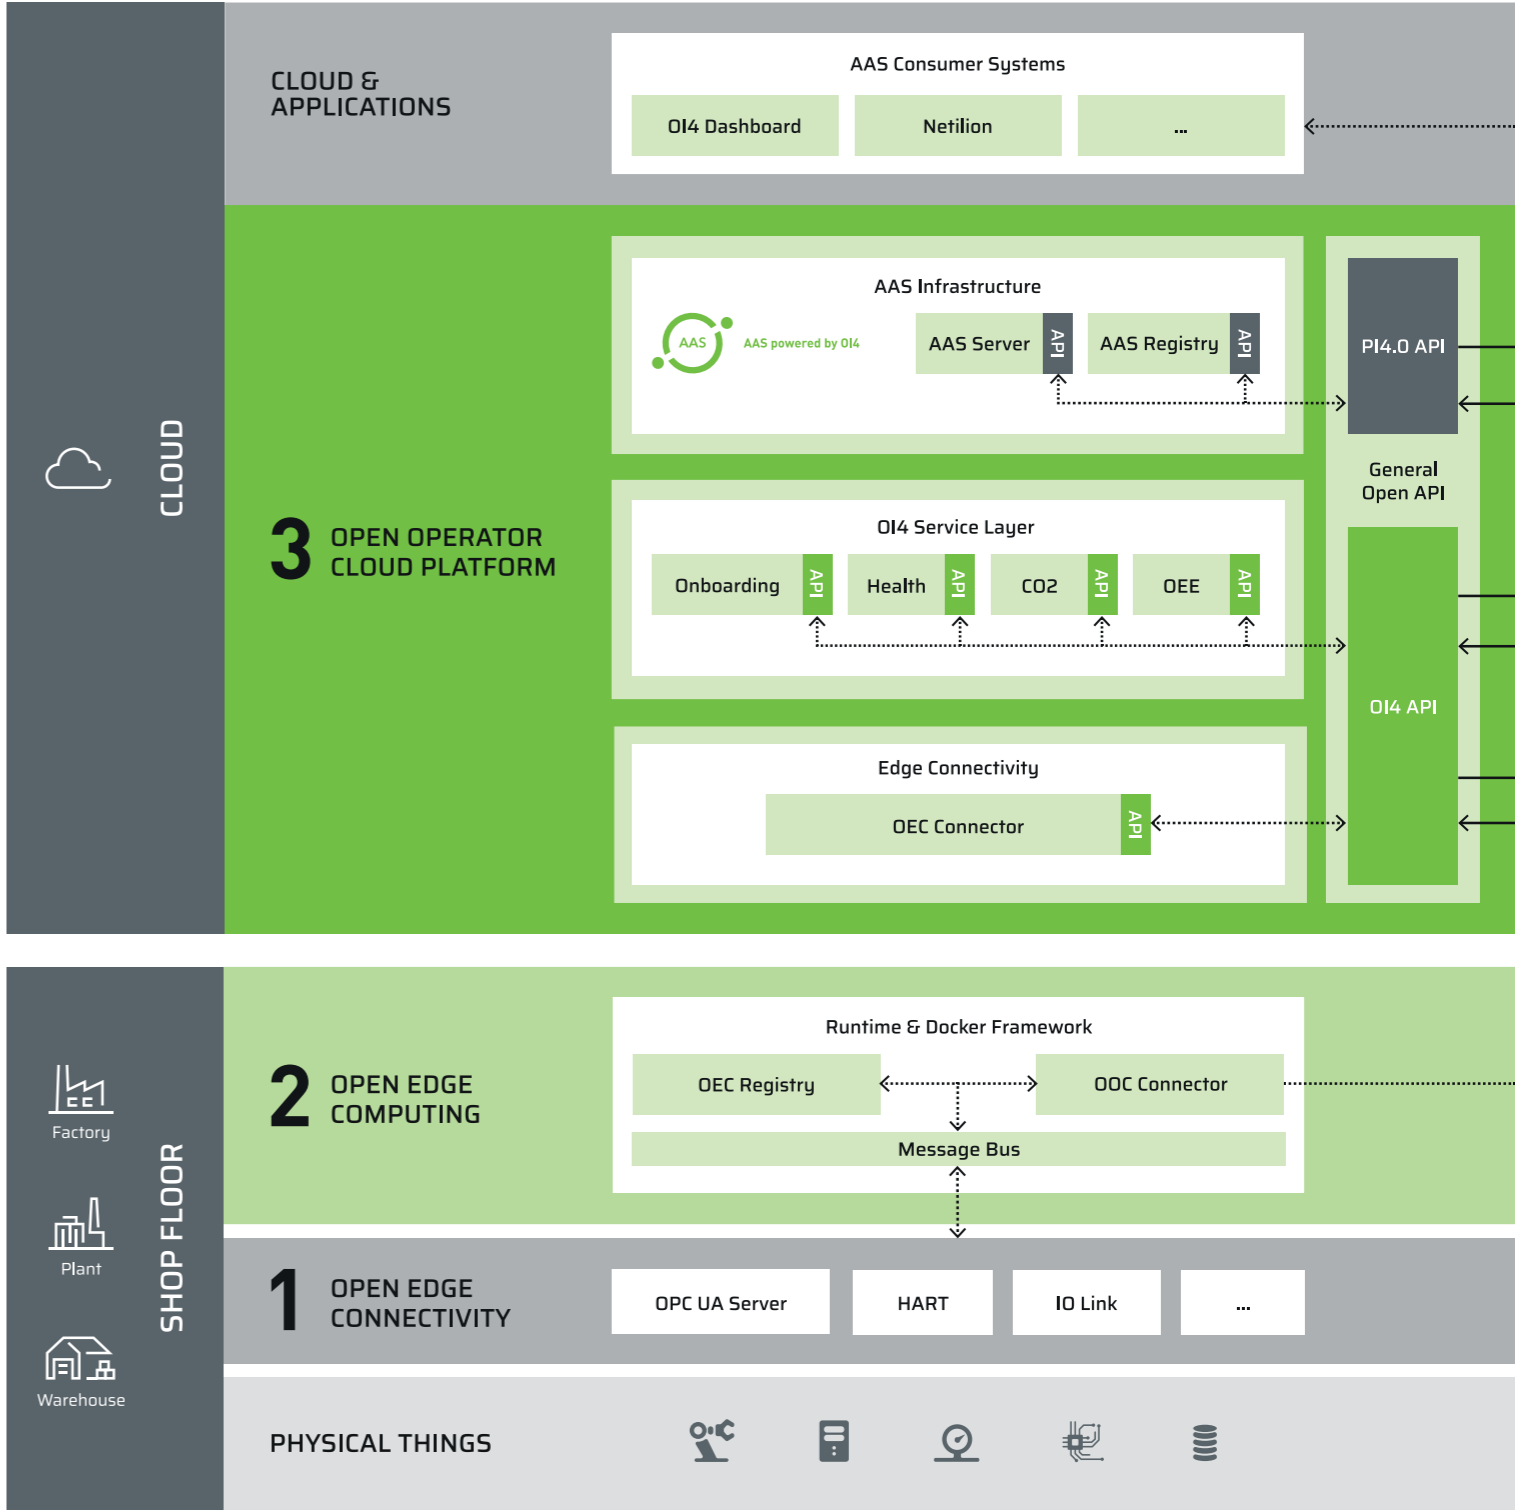 CLOUD
CLOUD &
APPLICATIONS
AAS Consumer Systems
OI4 Dashboard
Netilion
...
3
OPEN OPERATOR
CLOUD PLATFORM
AAS Infrastructure
AAS
AAS powered by OI4
AAS Server
API
AAS Registry
API
PI4.0 API
General
Open API
OI4 API
OI4 Service Layer
Onboarding
API
Health
API
CO2
API
OEE
API
Edge Connectivity
OEC Connector
API
SHOP FLOOR
Factory
Plant
Warehouse
2
OPEN EDGE
COMPUTING
Runtime & Docker Framework
OEC Registry
OOC Connector
Message Bus
1
OPEN EDGE
CONNECTIVITY
OPC UA Server
HART
IO Link
...
PHYSICAL THINGS